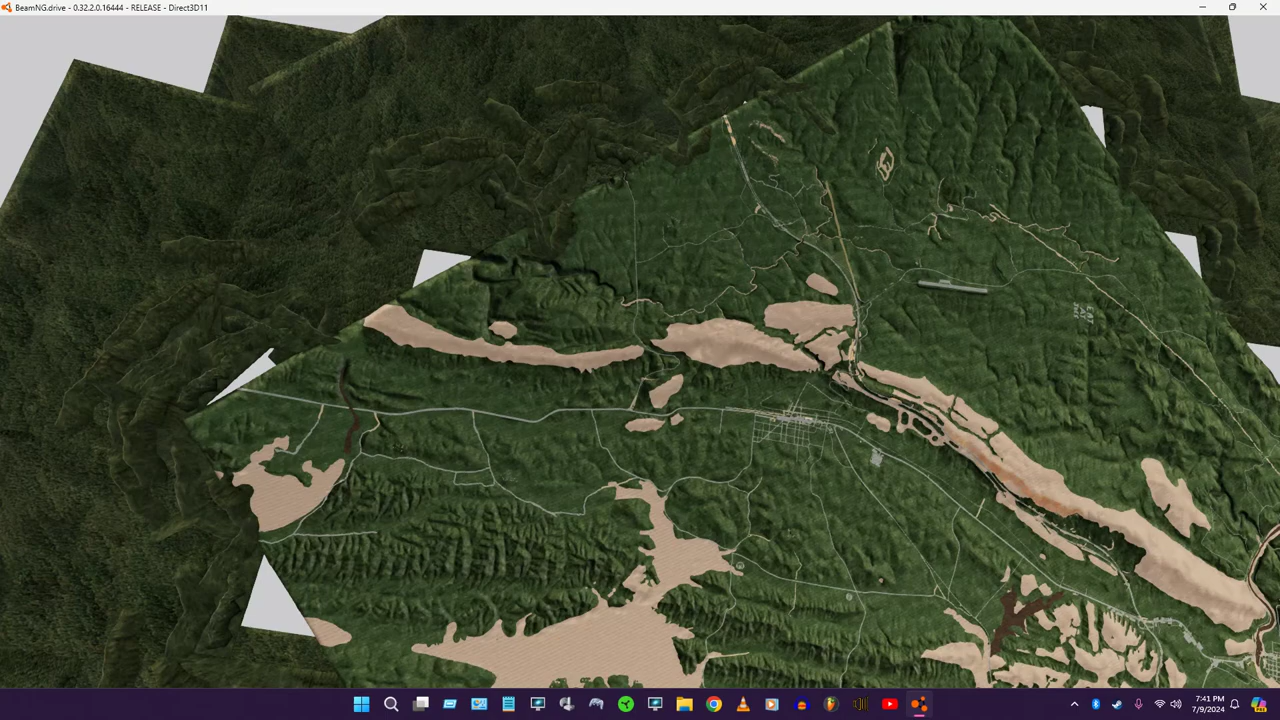 BeamNG.drive - 0.32.2.0.16444 - RELEASE - Direct3D11
7:41 PM
7/9/2024